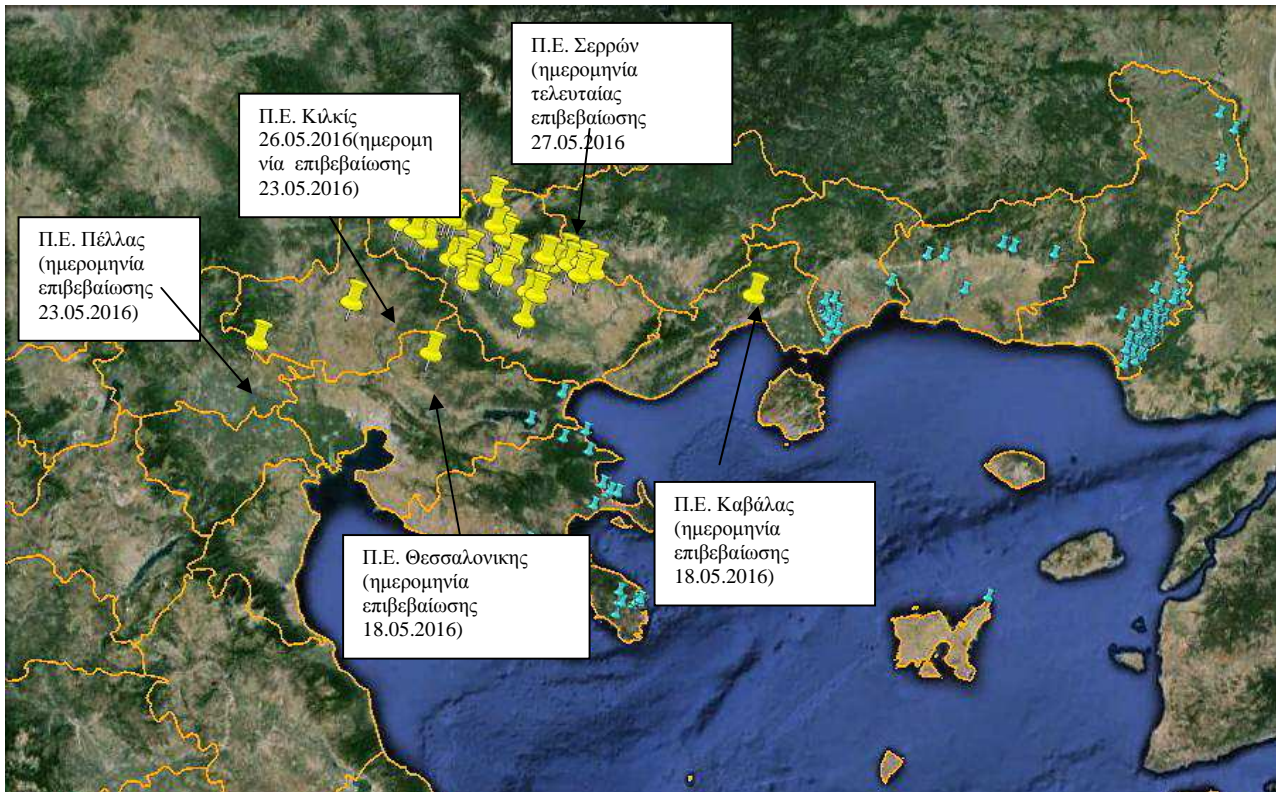 Π.Ε. Σερρών
(ημερομηνία
τελευταίας
επιβεβαίωσης
27.05.2016
Π.Ε. Κιλκίς
26.05.2016(ημερομη
νία επιβεβαίωσης
23.05.2016)
Π.Ε. Πέλλας
(ημερομηνία
επιβεβαίωσης
23.05.2016)
Π.Ε. Θεσσαλονικης
(ημερομηνία
επιβεβαίωσης
18.05.2016)
Π.Ε. Καβάλας
(ημερομηνία
επιβεβαίωσης
18.05.2016)